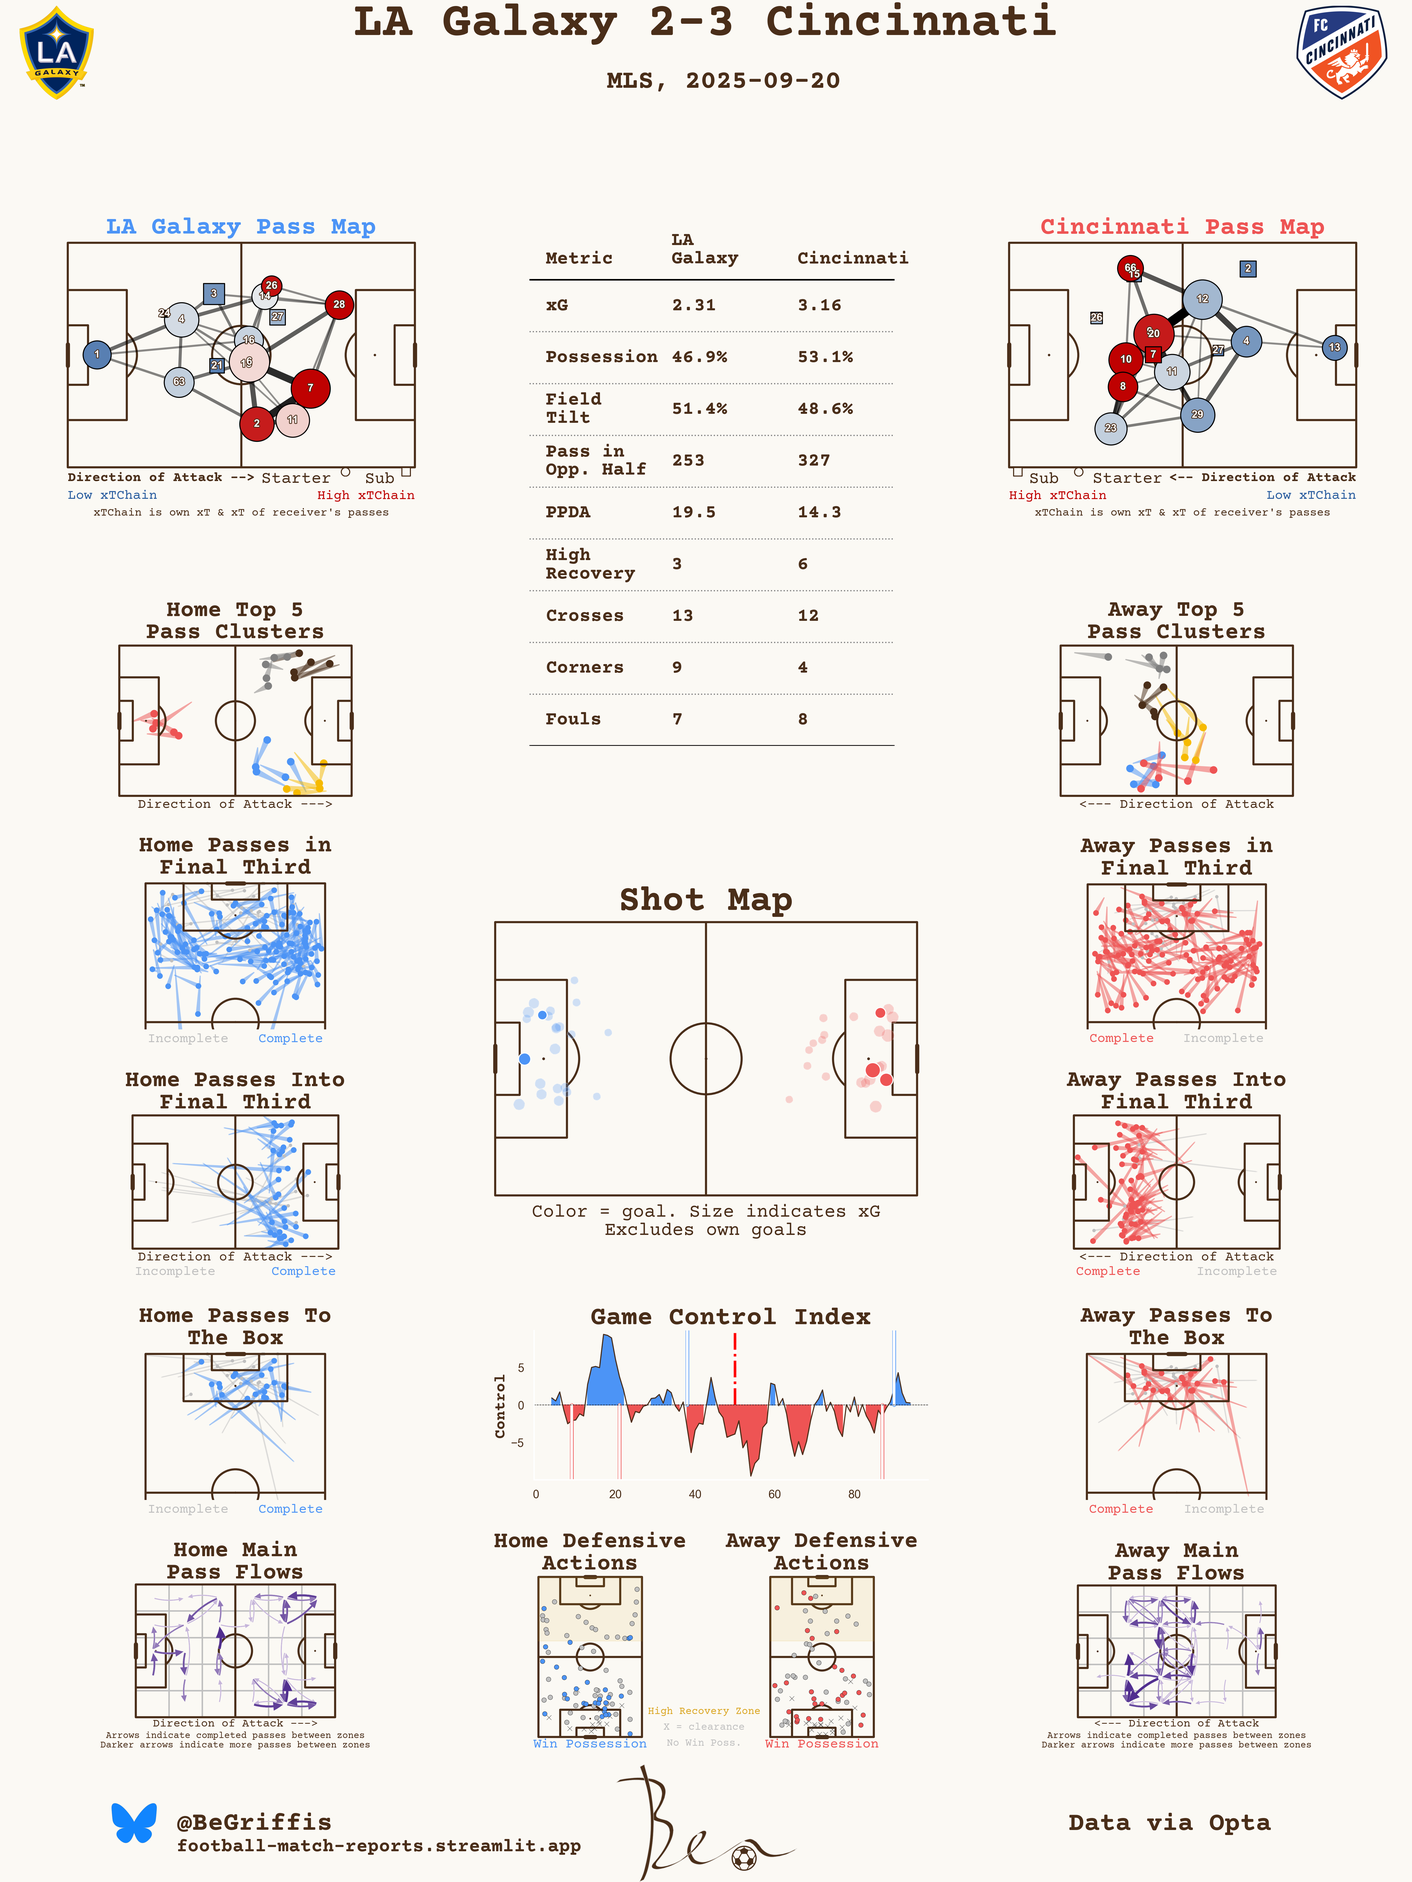 LA Galaxy 2-3 Cincinnati
MLS, 2025-09-20
LA
GALAXY
FC
CINCINNATI
LA Galaxy Pass Map
1
24
4
3
63
21
16
6
14
26
27
28
7
2
11
Direction of Attack --> Starter Sub
Low xTChain High xTChain
xTChain is own xT & xT of receiver's passes
Metric LA Galaxy Cincinnati
xG 2.31 3.16
Possession 46.9% 53.1%
Field Tilt 51.4% 48.6%
Pass in Opp. Half 253 327
PPDA 19.5 14.3
High Recovery 3 6
Crosses 13 12
Corners 9 4
Fouls 7 8
Cincinnati Pass Map
66
15
2
12
26
20
10
7
8
11
27
4
13
23
29
Sub Starter <-- Direction of Attack
High xTChain Low xTChain
xTChain is own xT & xT of receiver's passes
Home Top 5
Pass Clusters
Direction of Attack --->
Away Top 5
Pass Clusters
<--- Direction of Attack
Home Passes in
Final Third
Incomplete Complete
Away Passes in
Final Third
Complete Incomplete
Shot Map
Color = goal. Size indicates xG
Excludes own goals
Home Passes Into
Final Third
Direction of Attack --->
Incomplete Complete
Away Passes Into
Final Third
<--- Direction of Attack
Complete Incomplete
Home Passes To
The Box
Incomplete Complete
Game Control Index
Control
5
0
−5
0 20 40 60 80
Away Passes To
The Box
Complete Incomplete
Home Main
Pass Flows
Direction of Attack --->
Arrows indicate completed passes between zones
Darker arrows indicate more passes between zones
Home Defensive
Actions
Win Possession
High Recovery Zone
X = clearance
No Win Poss.
Away Defensive
Actions
Win Possession
Away Main
Pass Flows
<--- Direction of Attack
Arrows indicate completed passes between zones
Darker arrows indicate more passes between zones
@BeGriffis
football-match-reports.streamlit.app
Ben
Data via Opta